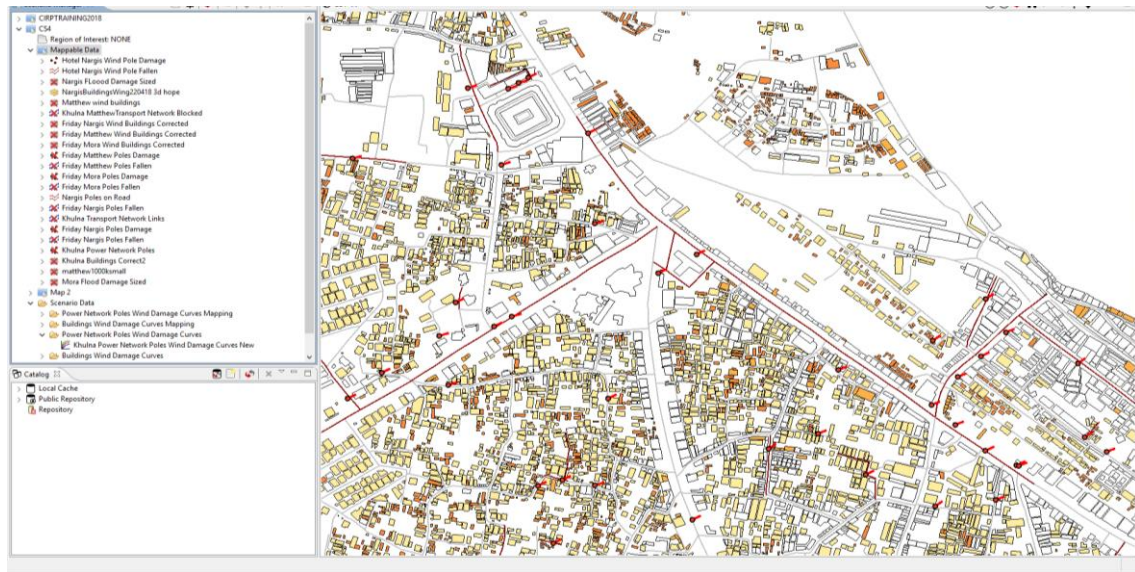 CIRPTRAINING2018
CS4
Region of Interest: NONE
Mappable Data
Hotel Nargis Wind Pole Damage
Hotel Nargis Wind Pole Fallen
Nargis FLoood Damage Sized
NargisBuildingsWing220418 3d hope
Matthew wind buildings
Khulna MatthewTransport Network Blocked
Friday Nargis Wind Buildings Corrected
Friday Matthew Wind Buildings Corrected
Friday Mora Wind Buildings Corrected
Friday Matthew Poles Damage
Friday Matthew Poles Fallen
Friday Mora Poles Damage
Friday Mora Poles Fallen
Nargis Poles on Road
Friday Nargis Poles Fallen
Khulna Transport Network Links
Friday Nargis Poles Damage
Friday Nargis Poles Fallen
Khulna Power Network Poles
Khulna Buildings Correct2
matthew1000ksmall
Mora Flood Damage Sized
Map 2
Scenario Data
Power Network Poles Wind Damage Curves Mapping
Buildings Wind Damage Curves Mapping
Power Network Poles Wind Damage Curves
Khulna Power Network Poles Wind Damage Curves New
Buildings Wind Damage Curves
Catalog
Local Cache
Public Repository
Repository